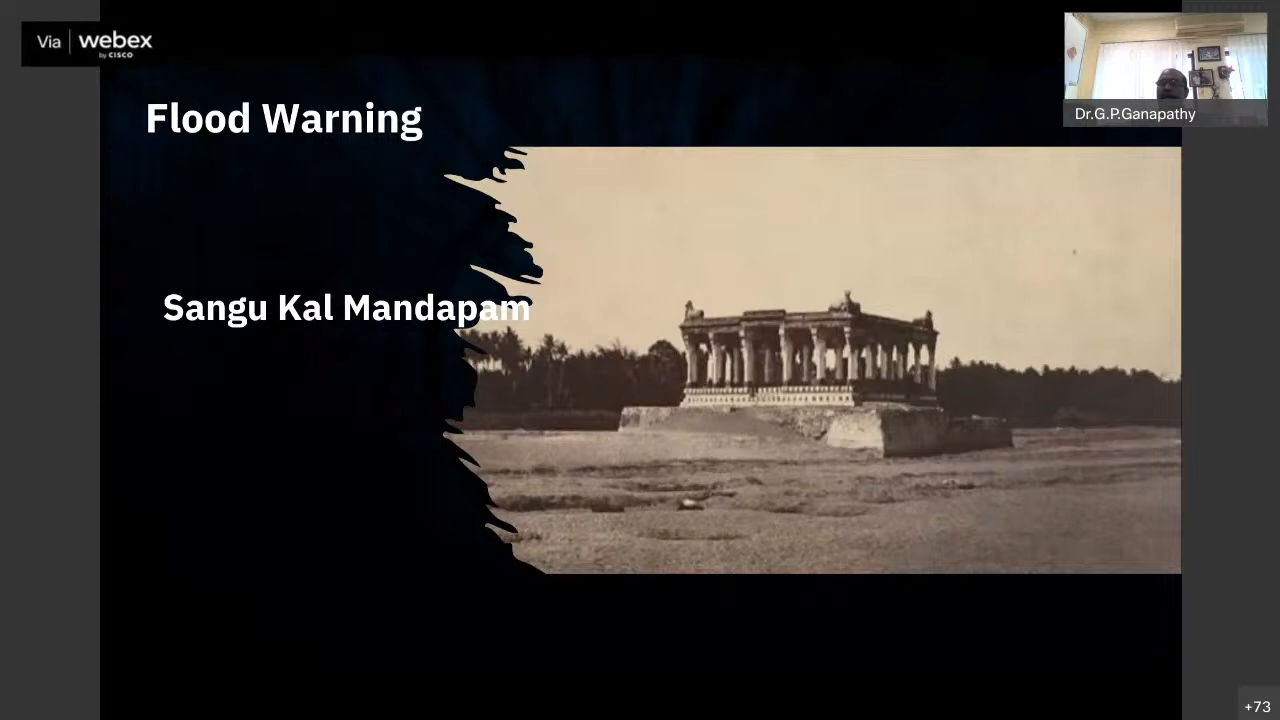 Via webex
by CISCO
Dr.G.P.Ganapathy
Flood Warning
Sangu Kal Mandapam
+73